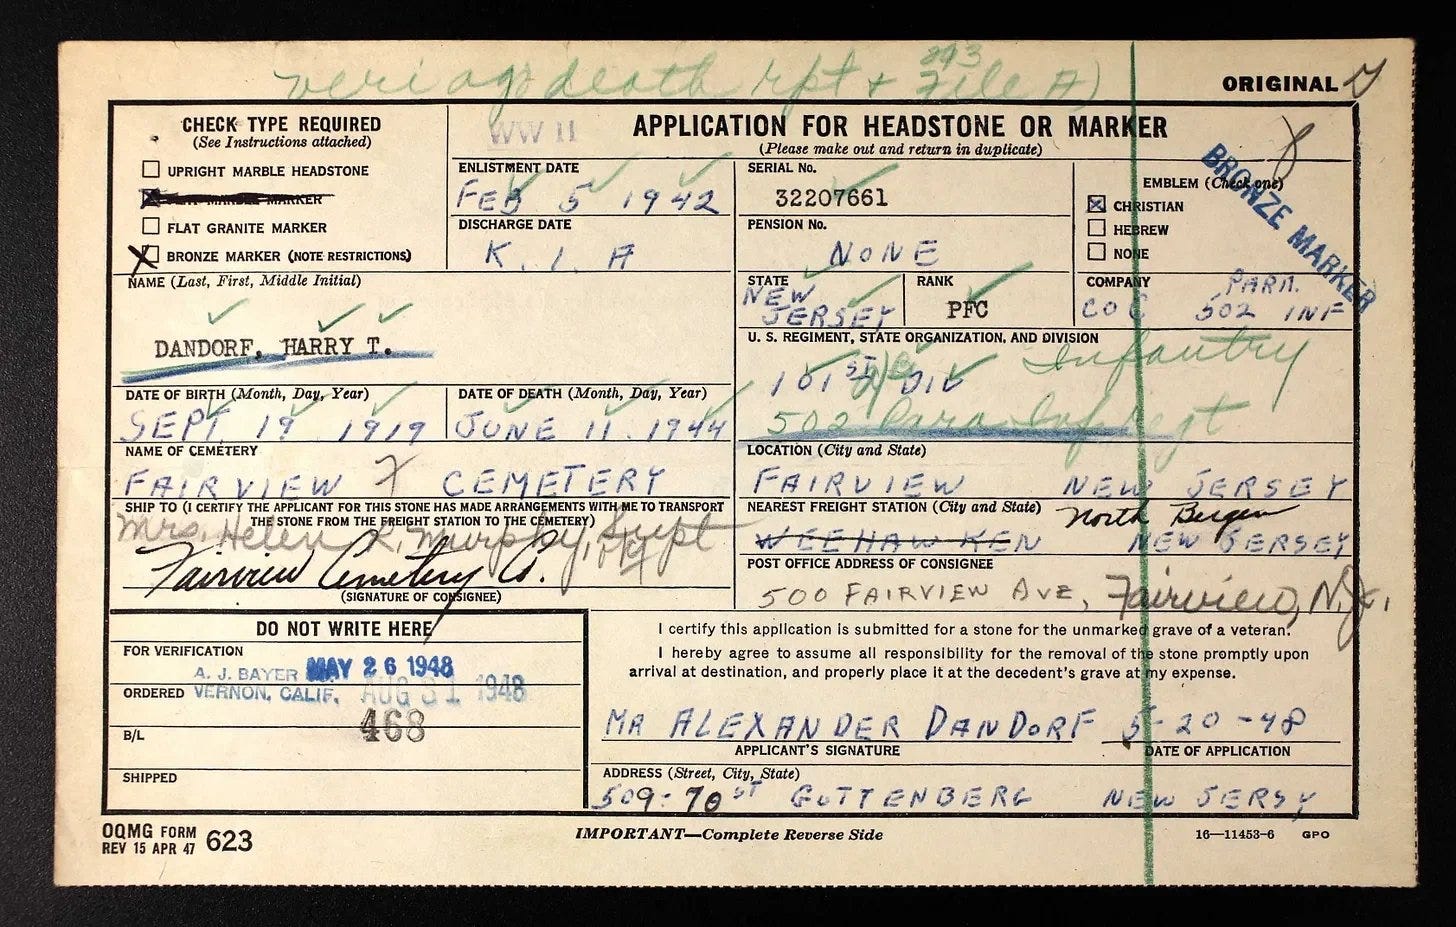 893
death rpt + File A)
ORIGINAL
CHECK TYPE REQUIRED
(See Instructions attached)
UPRIGHT MARBLE HEADSTONE
FLAT MARBLE MARKER
FLAT GRANITE MARKER
X BRONZE MARKER (NOTE RESTRICTIONS)
WW II
APPLICATION FOR HEADSTONE OR MARKER
(Please make out and return in duplicate)
ENLISTMENT DATE
FEB 5 1942
DISCHARGE DATE
K. I. A
SERIAL No.
32207661
PENSION No.
NONE
EMBLEM (Check one)
X CHRISTIAN
HEBREW
NONE
BRONZE MARKER
NAME (Last, First, Middle Initial)
DANDORF, HARRY T.
STATE
NEW
JERSEY
RANK
PFC
COMPANY
PARA.
CO C 502 INF
U. S. REGIMENT, STATE ORGANIZATION, AND DIVISION
Infantry
101ST A/B DIV
502 Para Inf Regt
DATE OF BIRTH (Month, Day, Year)
SEPT 19 1919
DATE OF DEATH (Month, Day, Year)
JUNE 11. 1944
NAME OF CEMETERY
FAIRVIEW CEMETERY
LOCATION (City and State)
FAIRVIEW NEW JERSEY
SHIP TO (I CERTIFY THE APPLICANT FOR THIS STONE HAS MADE ARRANGEMENTS WITH ME TO TRANSPORT
THE STONE FROM THE FREIGHT STATION TO THE CEMETERY)
Mrs. Helen R. Murphy, Supt
Fairview Cemetery Co.
(SIGNATURE OF CONSIGNEE)
NEAREST FREIGHT STATION (City and State)
North Bergen
WEEHAWKEN NEW JERSEY
POST OFFICE ADDRESS OF CONSIGNEE
500 FAIRVIEW AVE, Fairview, N.J.
DO NOT WRITE HERE
FOR VERIFICATION
A. J. BAYER MAY 26 1948
ORDERED VERNON, CALIF. AUG 31 1948
468
B/L
SHIPPED
I certify this application is submitted for a stone for the unmarked grave of a veteran.
I hereby agree to assume all responsibility for the removal of the stone promptly upon
arrival at destination, and properly place it at the decedent's grave at my expense.
MR ALEXANDER DANDORF 5-20-48
APPLICANT'S SIGNATURE DATE OF APPLICATION
ADDRESS (Street, City, State)
509-70ST GUTTENBERG NEW JERSY
OQMG FORM
REV 15 APR 47 623
IMPORTANT—Complete Reverse Side
16—11453-6 GPO